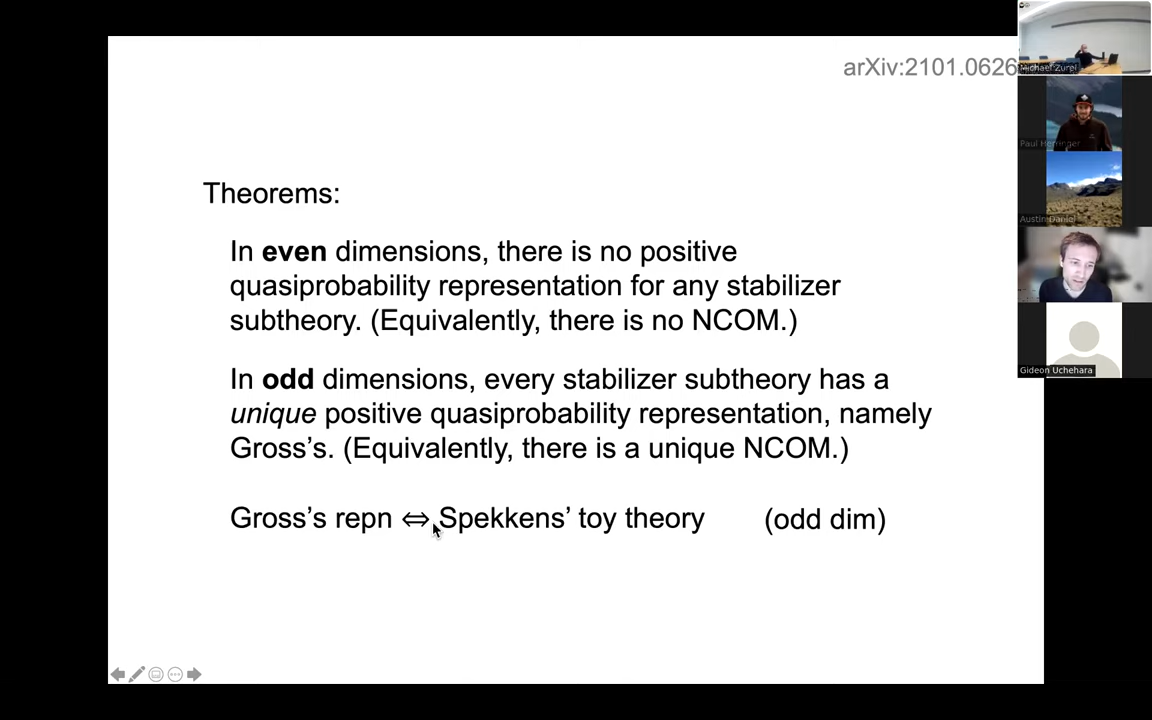 arXiv:2101.0626
Theorems:
In even dimensions, there is no positive
quasiprobability representation for any stabilizer
subtheory. (Equivalently, there is no NCOM.)
In odd dimensions, every stabilizer subtheory has a
unique positive quasiprobability representation, namely
Gross's. (Equivalently, there is a unique NCOM.)
Gross's repn ⇔ Spekkens' toy theory (odd dim)
Michael Zurel
Paul Herringer
Austin Daniel
Gideon Uchehara